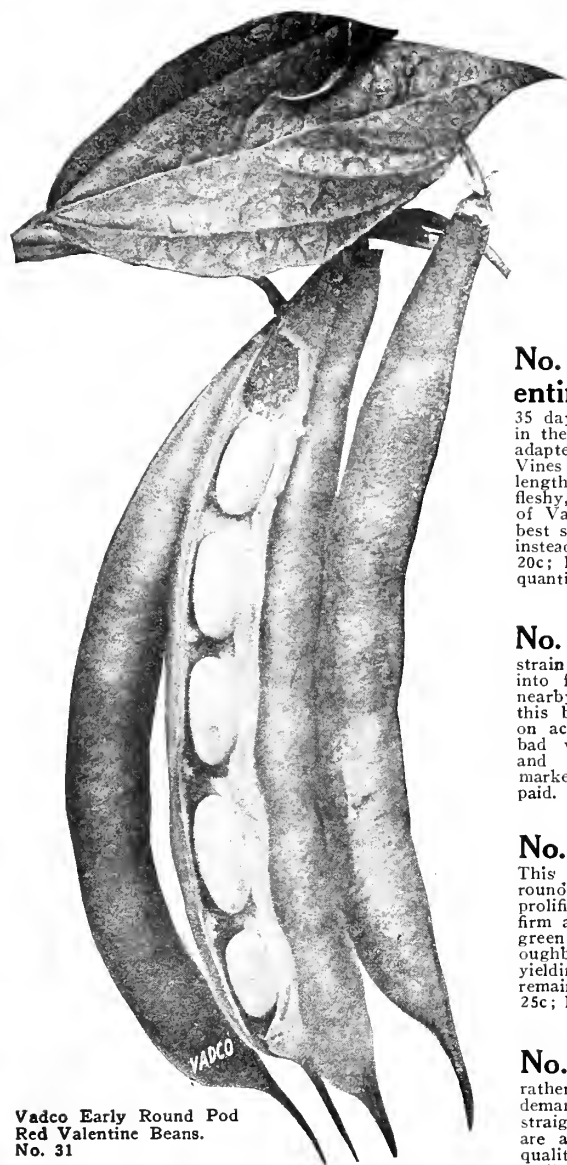 No.
enti
35 day
in the
adapte
Vines
length
fleshy,
of Va
best s
instead
20c; 
quanti
No.
strain
into f
nearby
this b
on ac
bad v
and
marke
paid.
No.
This
round
prolifi
firm a
green
oughb
yieldin
remain
25c; 
No.
rather
deman
straig
are a
qualit
VADCO
Vadco Early Round Pod
Red Valentine Beans.
No. 31